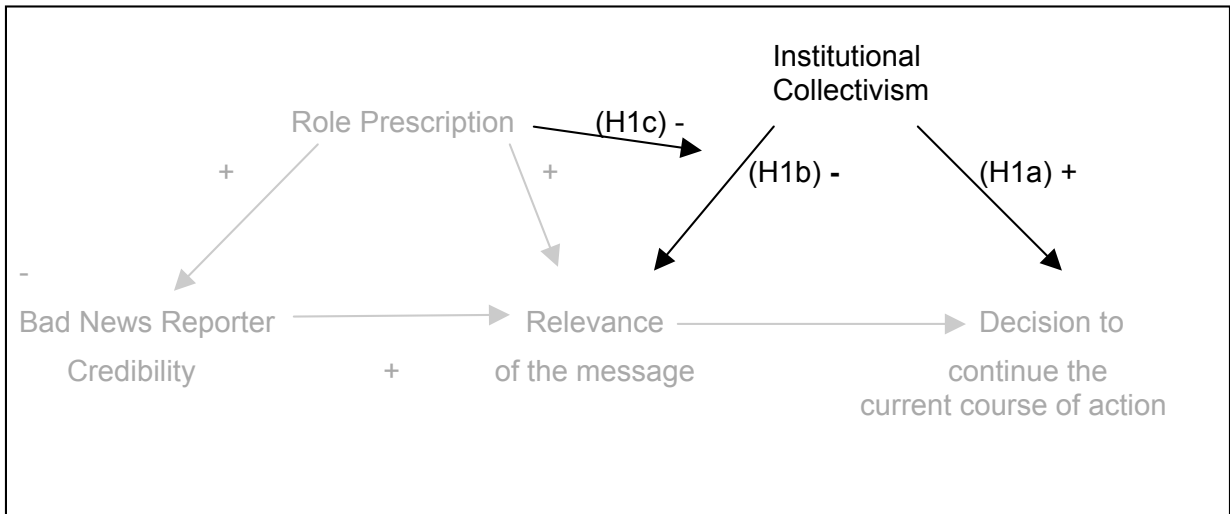 Institutional
Collectivism
Role Prescription
(H1c) -
+
+
(H1b) -
(H1a) +
-
Bad News Reporter
Relevance
Decision to
Credibility
+
of the message
continue the
current course of action